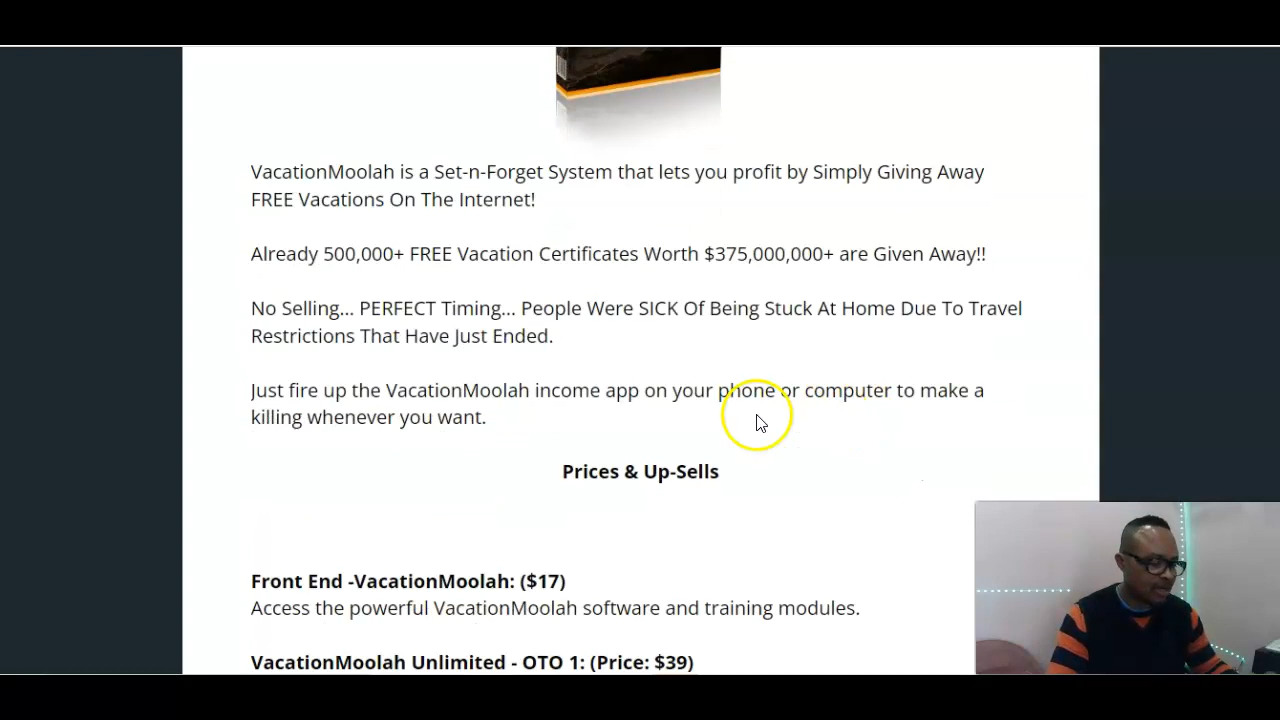 VacationMoolah is a Set-n-Forget System that lets you profit by Simply Giving Away
FREE Vacations On The Internet!
Already 500,000+ FREE Vacation Certificates Worth $375,000,000+ are Given Away!!
No Selling... PERFECT Timing... People Were SICK Of Being Stuck At Home Due To Travel
Restrictions That Have Just Ended.
Just fire up the VacationMoolah income app on your phone or computer to make a
killing whenever you want.
Prices & Up-Sells
Front End -VacationMoolah: ($17)
Access the powerful VacationMoolah software and training modules.
VacationMoolah Unlimited - OTO 1: (Price: $39)